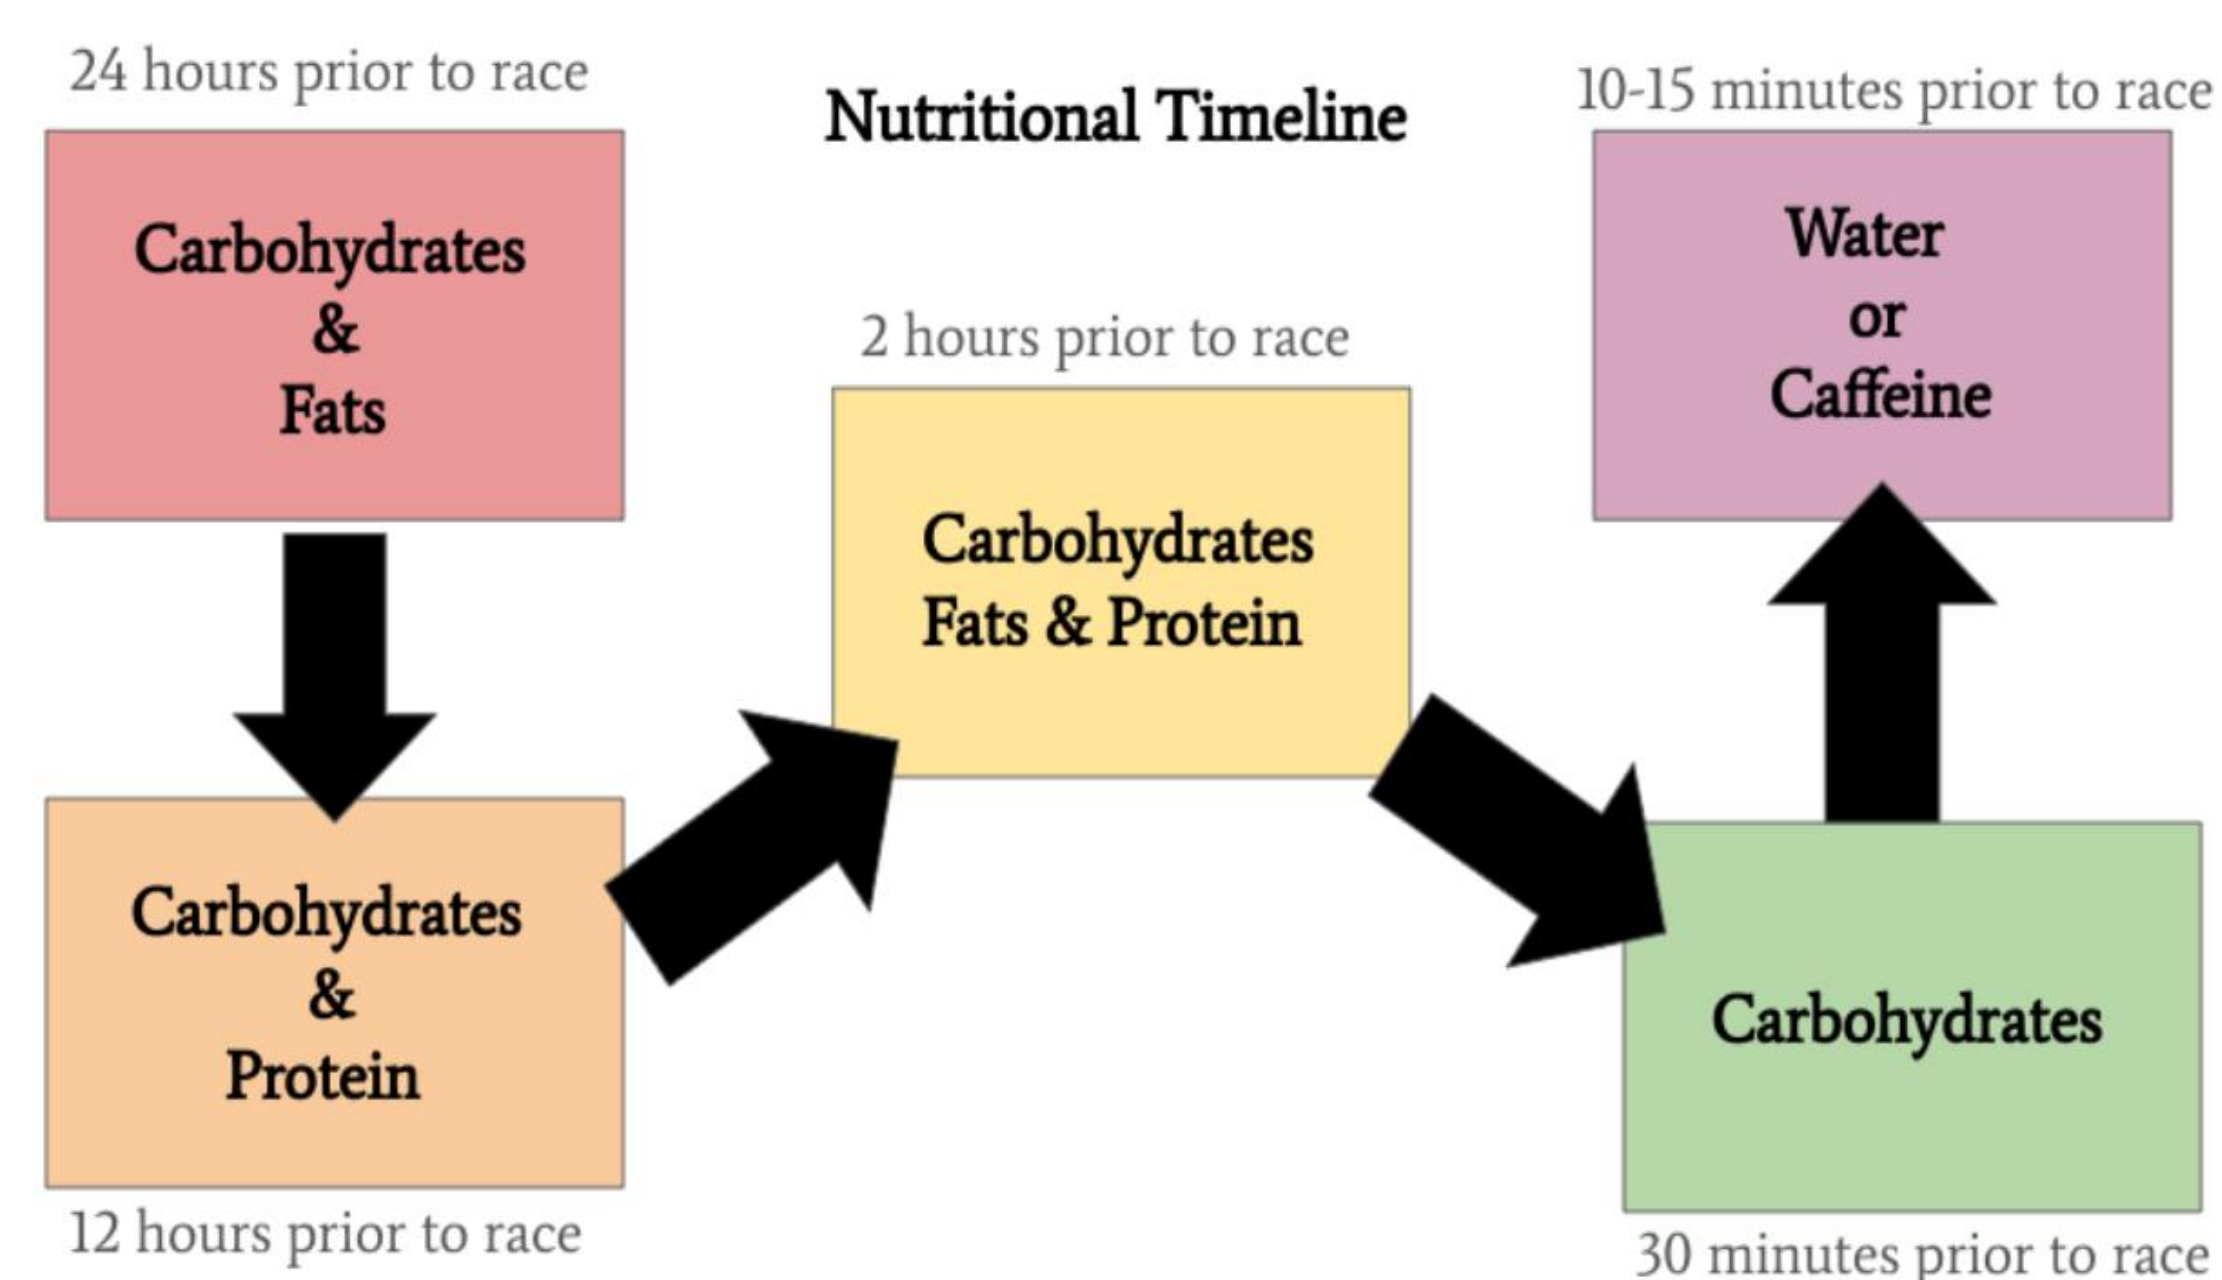 Nutritional Timeline
24 hours prior to race
Carbohydrates
&
Fats
Carbohydrates
&
Protein
12 hours prior to race
2 hours prior to race
Carbohydrates
Fats & Protein
Carbohydrates
30 minutes prior to race
10-15 minutes prior to race
Water
or
Caffeine